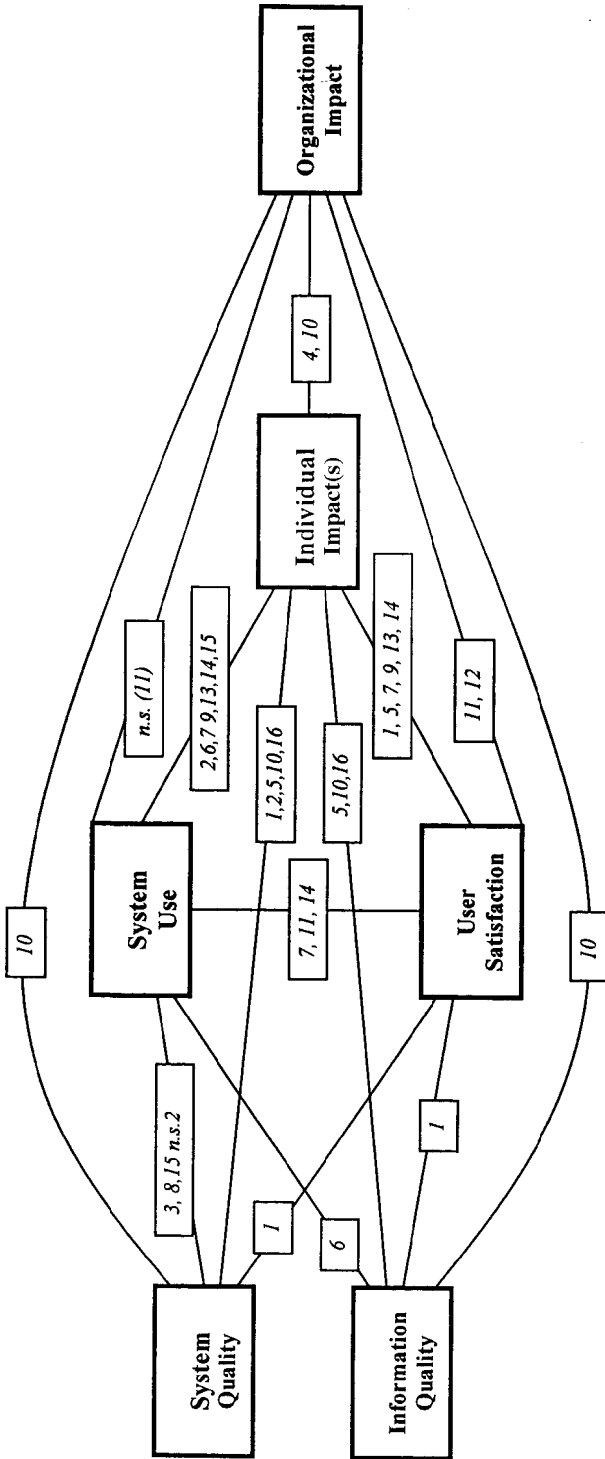 10
System
Quality
3, 8,15 n.s.2
System
Use
n.s. (11)
2,6,7 9,13,14,15
1
1,2,5,10,16
7, 11, 14
Individual
Impact(s)
4, 10
Organizational
Impact
6
5,10,16
Information
Quality
1
User
Satisfaction
1, 5, 7, 9, 13, 14
11, 12
10